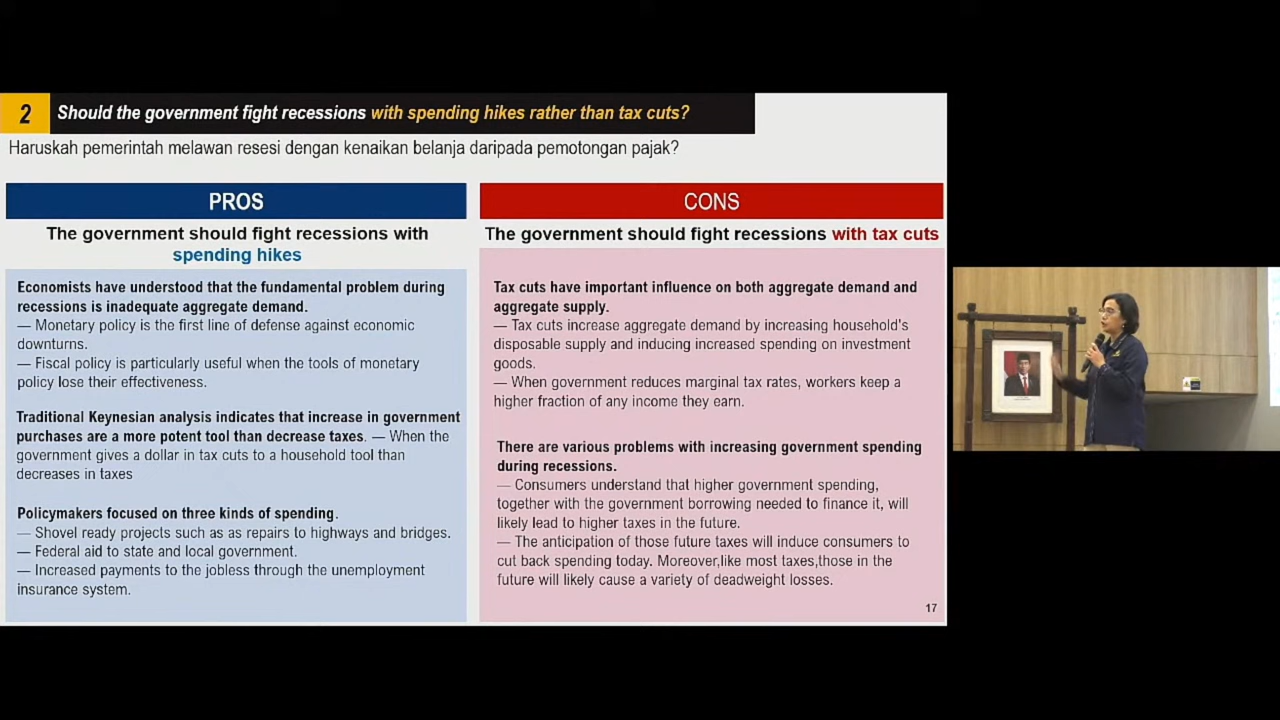 2
Should the government fight recessions with spending hikes rather than tax cuts?
Haruskah pemerintah melawan resesi dengan kenaikan belanja daripada pemotongan pajak?
PROS
The government should fight recessions with
spending hikes
Economists have understood that the fundamental problem during
recessions is inadequate aggregate demand.
— Monetary policy is the first line of defense against economic
downturns.
— Fiscal policy is particularly useful when the tools of monetary
policy lose their effectiveness.
Traditional Keynesian analysis indicates that increase in government
purchases are a more potent tool than decrease taxes. — When the
government gives a dollar in tax cuts to a household tool than
decreases in taxes
Policymakers focused on three kinds of spending.
— Shovel ready projects such as as repairs to highways and bridges.
— Federal aid to state and local government.
— Increased payments to the jobless through the unemployment
insurance system.
CONS
The government should fight recessions with tax cuts
Tax cuts have important influence on both aggregate demand and
aggregate supply.
— Tax cuts increase aggregate demand by increasing household's
disposable supply and inducing increased spending on investment
goods.
— When government reduces marginal tax rates, workers keep a
higher fraction of any income they earn.
There are various problems with increasing government spending
during recessions.
— Consumers understand that higher government spending,
together with the government borrowing needed to finance it, will
likely lead to higher taxes in the future.
— The anticipation of those future taxes will induce consumers to
cut back spending today. Moreover,like most taxes,those in the
future will likely cause a variety of deadweight losses.
17